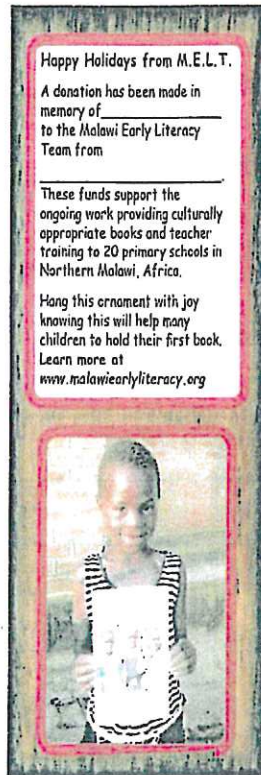 Happy Holidays from M.E.L.T.
A donation has been made in
memory of____________
to the Malawi Early Literacy
Team from
____________________.
These funds support the
ongoing work providing culturally
appropriate books and teacher
training to 20 primary schools in
Northern Malawi, Africa.
Hang this ornament with joy
knowing this will help many
children to hold their first book.
Learn more at
www.malawiearlyliteracy.org